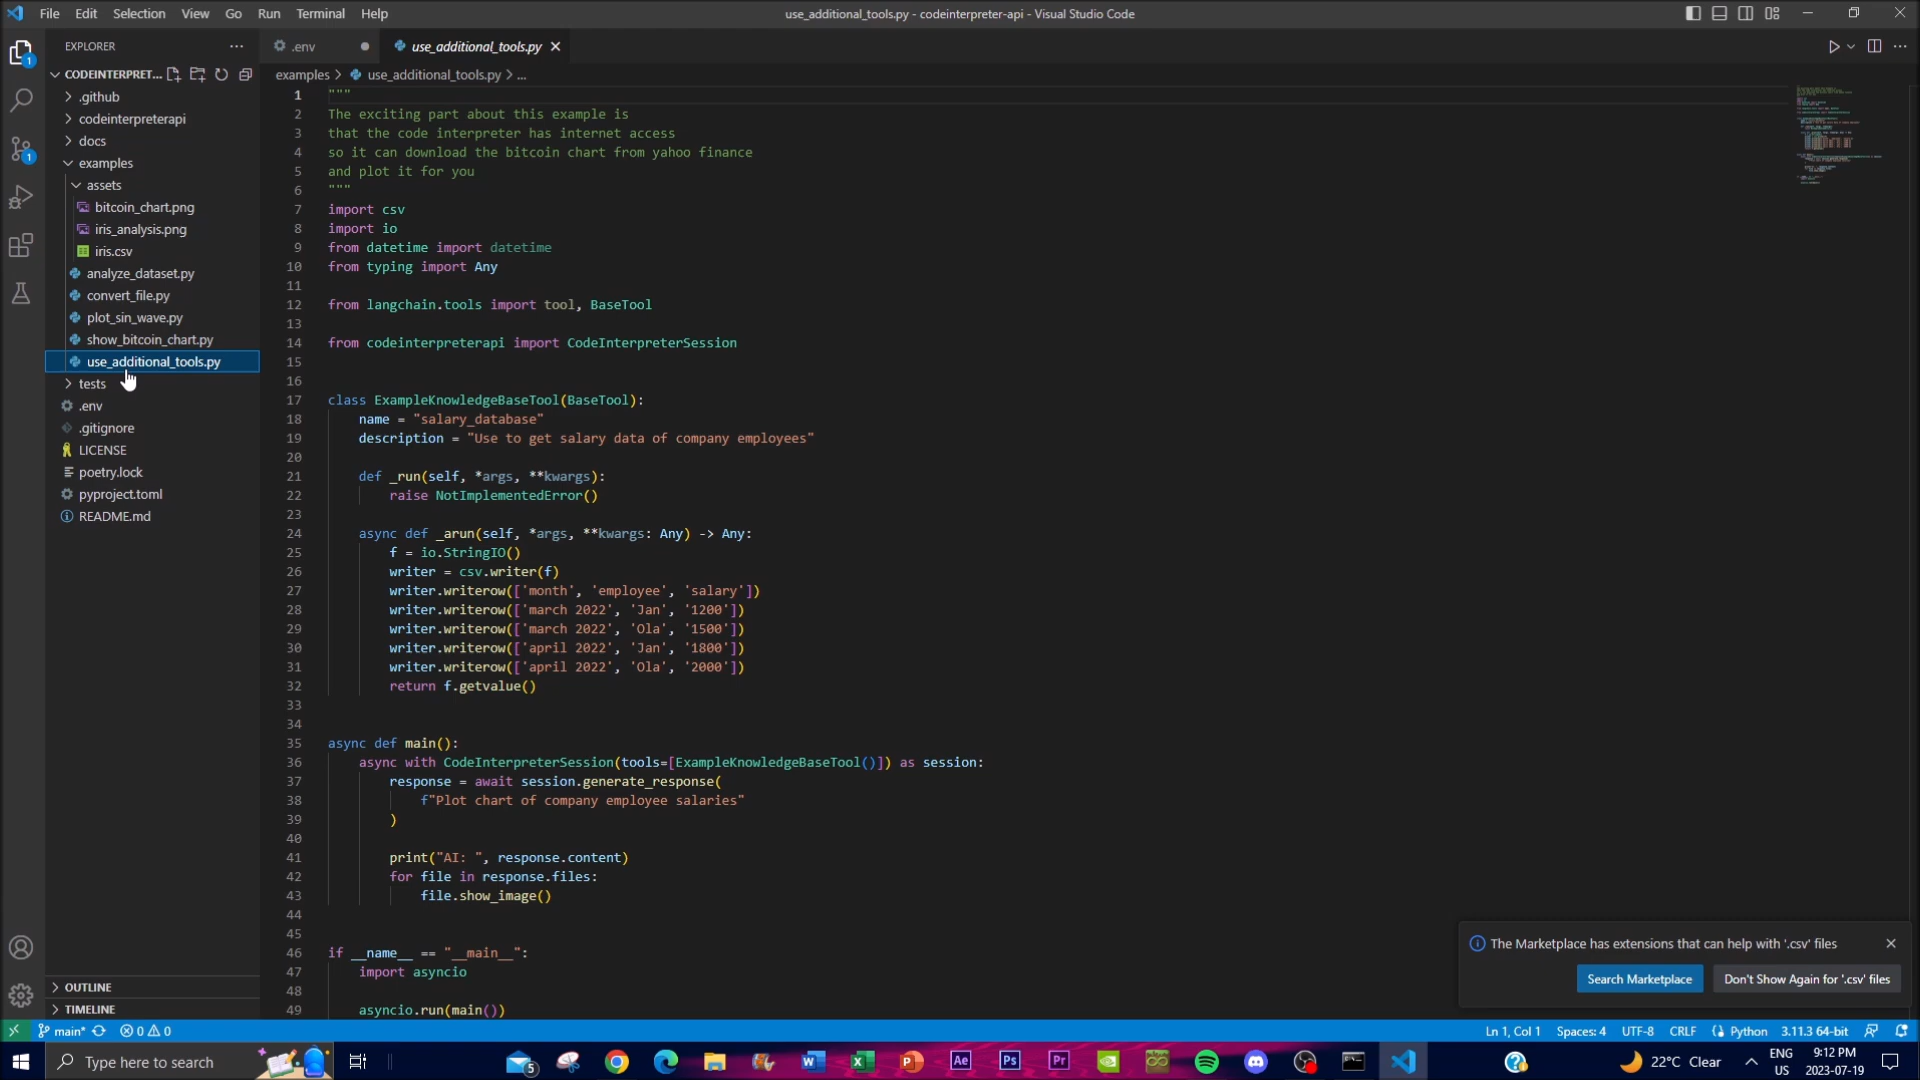 File Edit Selection View Go Run Terminal Help
use_additional_tools.py - codeinterpreter-api - Visual Studio Code
EXPLORER
.env
use_additional_tools.py
CODEINTERPRET...
examples > use_additional_tools.py > ...
.github
codeinterpreterapi
docs
examples
assets
bitcoin_chart.png
iris_analysis.png
iris.csv
analyze_dataset.py
convert_file.py
plot_sin_wave.py
show_bitcoin_chart.py
use_additional_tools.py
tests
.env
.gitignore
LICENSE
poetry.lock
pyproject.toml
README.md
OUTLINE
TIMELINE
1 """
2 The exciting part about this example is
3 that the code interpreter has internet access
4 so it can download the bitcoin chart from yahoo finance
5 and plot it for you
6 """
7 import csv
8 import io
9 from datetime import datetime
10 from typing import Any
11
12 from langchain.tools import tool, BaseTool
13
14 from codeinterpreterapi import CodeInterpreterSession
15
16
17 class ExampleKnowledgeBaseTool(BaseTool):
18 name = "salary_database"
19 description = "Use to get salary data of company employees"
20
21 def _run(self, *args, **kwargs):
22 raise NotImplementedError()
23
24 async def _arun(self, *args, **kwargs: Any) -> Any:
25 f = io.StringIO()
26 writer = csv.writer(f)
27 writer.writerow(['month', 'employee', 'salary'])
28 writer.writerow(['march 2022', 'Jan', '1200'])
29 writer.writerow(['march 2022', 'Ola', '1500'])
30 writer.writerow(['april 2022', 'Jan', '1800'])
31 writer.writerow(['april 2022', 'Ola', '2000'])
32 return f.getvalue()
33
34
35 async def main():
36 async with CodeInterpreterSession(tools=[ExampleKnowledgeBaseTool()]) as session:
37 response = await session.generate_response(
38 f"Plot chart of company employee salaries"
39 )
40
41 print("AI: ", response.content)
42 for file in response.files:
43 file.show_image()
44
45
46 if __name__ == "__main__":
47 import asyncio
48
49 asyncio.run(main())
The Marketplace has extensions that can help with '.csv' files
Search Marketplace
Don't Show Again for '.csv' files
main* 0 0
Ln 1, Col 1 Spaces: 4 UTF-8 CRLF Python 3.11.3 64-bit
Type here to search
5
22°C Clear
ENG
US
9:12 PM
2023-07-19